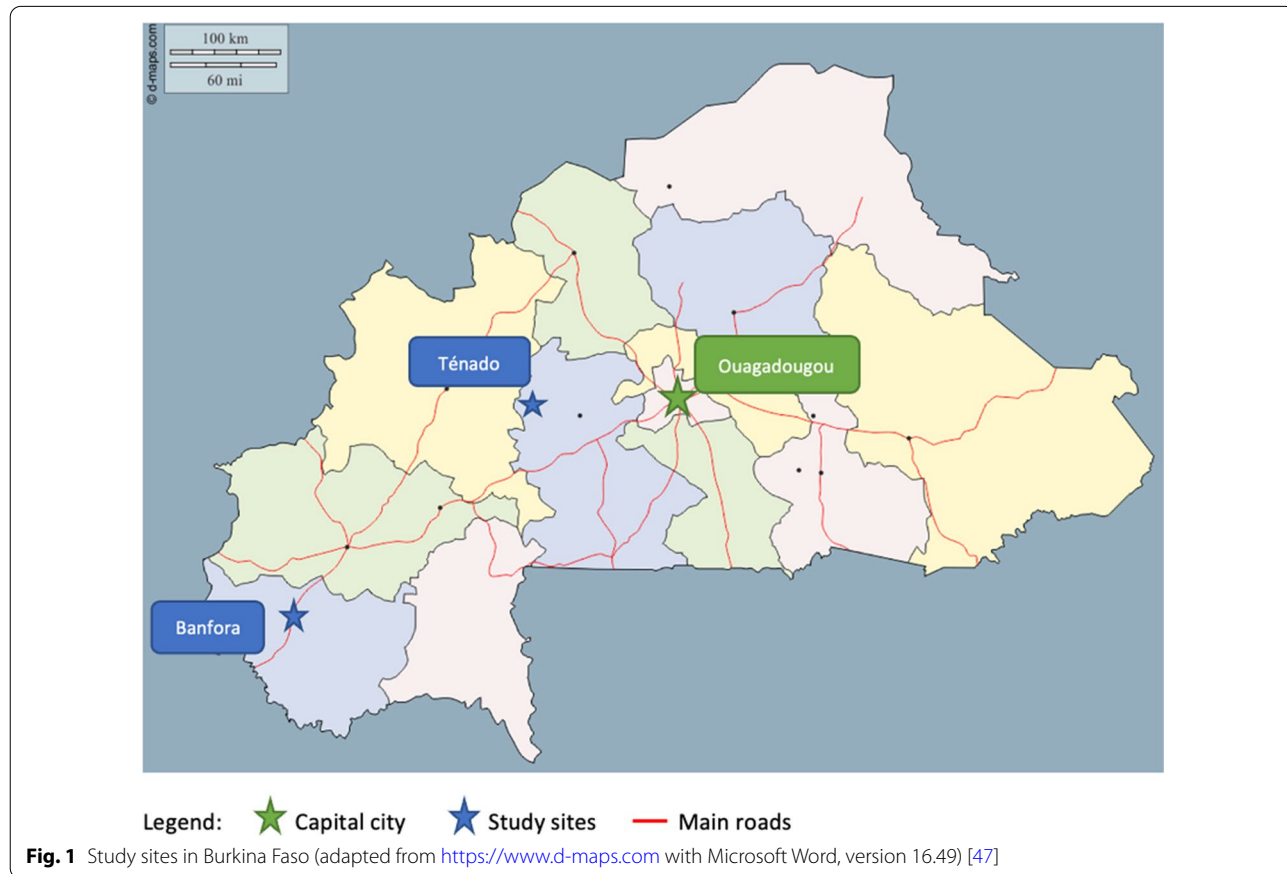 100 km
60 mi
© d-maps.com
Ténado
Ouagadougou
Banfora
Legend: Capital city Study sites Main roads
Fig. 1 Study sites in Burkina Faso (adapted from https://www.d-maps.com with Microsoft Word, version 16.49) [47]